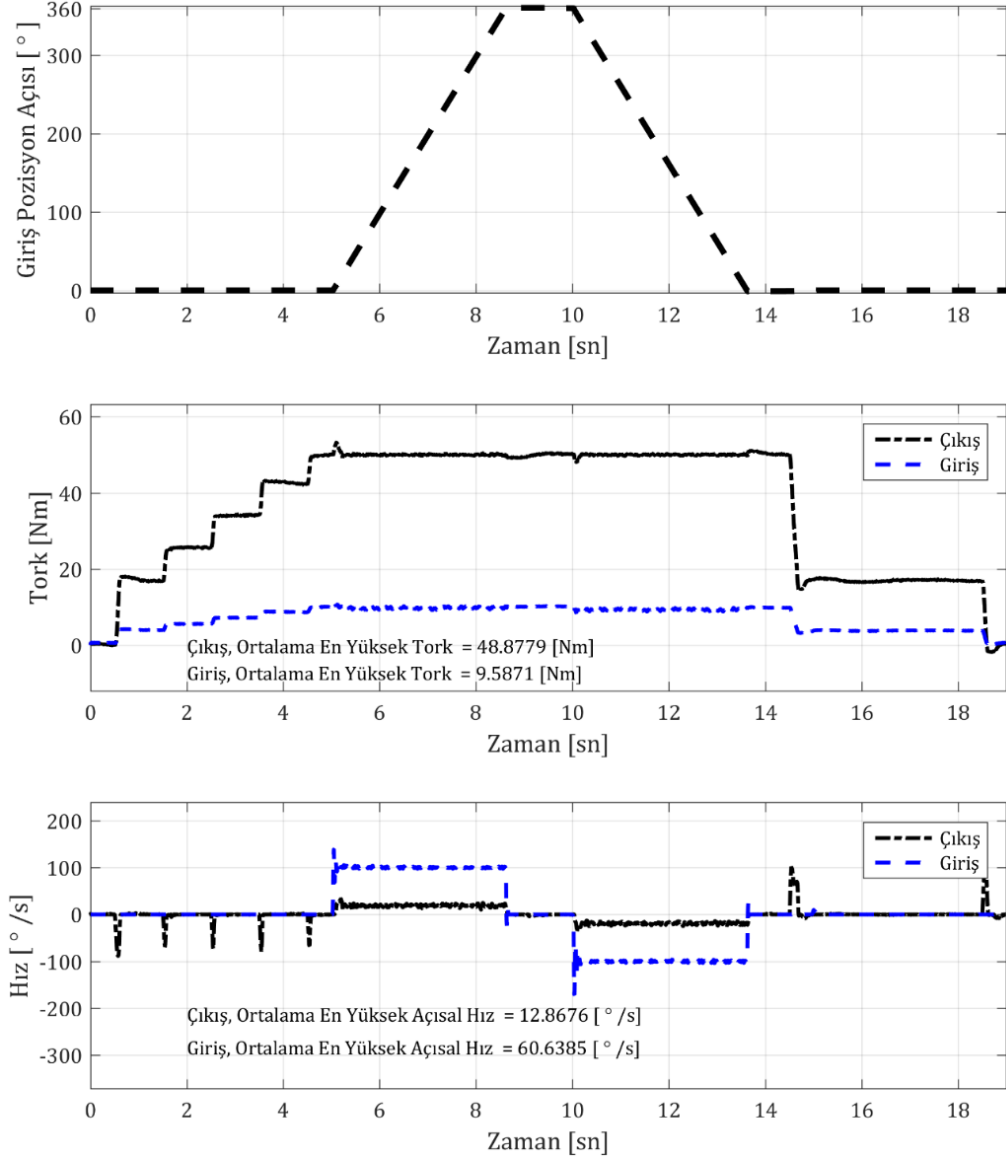 360
300
200
100
0
Giriş Pozisyon Açısı [ ° ]
0 2 4 6 8 10 12 14 16 18
Zaman [sn]
60
40
20
0
Tork [Nm]
Çıkış
Giriş
Çıkış, Ortalama En Yüksek Tork = 48.8779 [Nm]
Giriş, Ortalama En Yüksek Tork = 9.5871 [Nm]
0 2 4 6 8 10 12 14 16 18
Zaman [sn]
200
100
0
-100
-200
-300
Hız [ ° /s]
Çıkış
Giriş
Çıkış, Ortalama En Yüksek Açısal Hız = 12.8676 [ ° /s]
Giriş, Ortalama En Yüksek Açısal Hız = 60.6385 [ ° /s]
0 2 4 6 8 10 12 14 16 18
Zaman [sn]